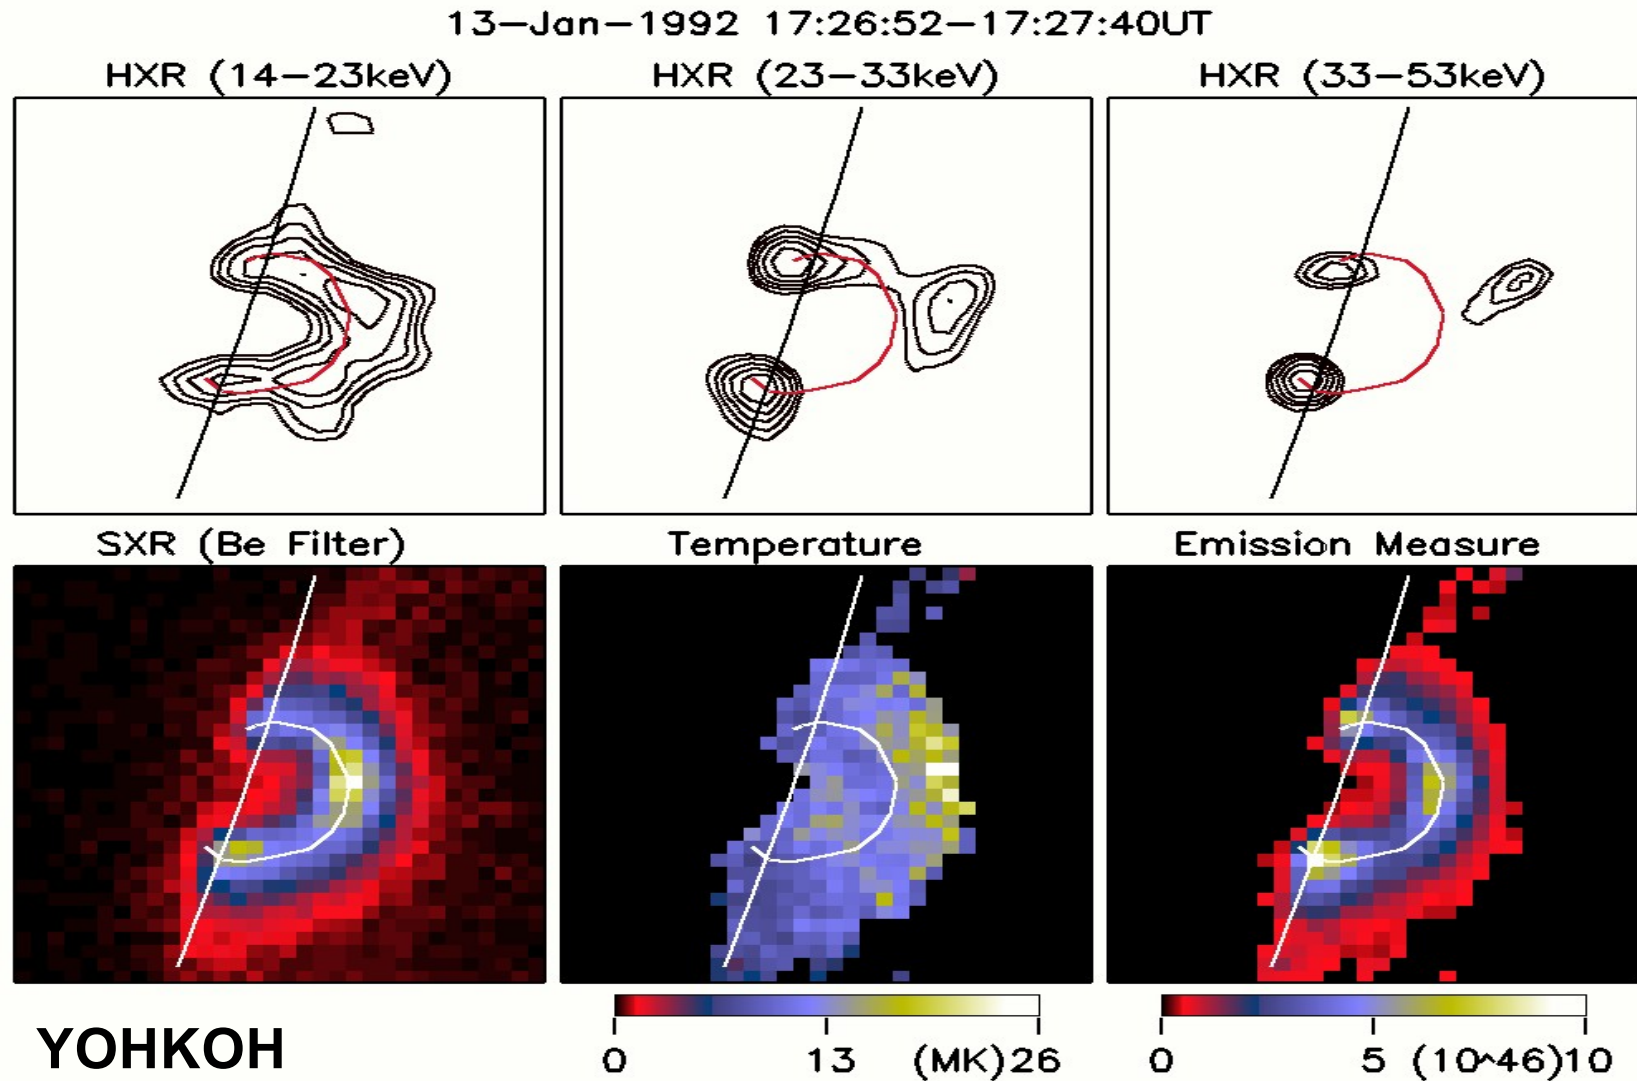 13-Jan-1992 17:26:52-17:27:40UT
HXR (14-23keV) HXR (23-33keV) HXR (33-53keV)
SXR (Be Filter) Temperature Emission Measure
YOHKOH
0 13 (MK)26 0 5 (10^46)10